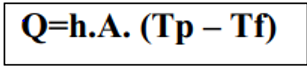 Q=h.A. (Tp – Tf)